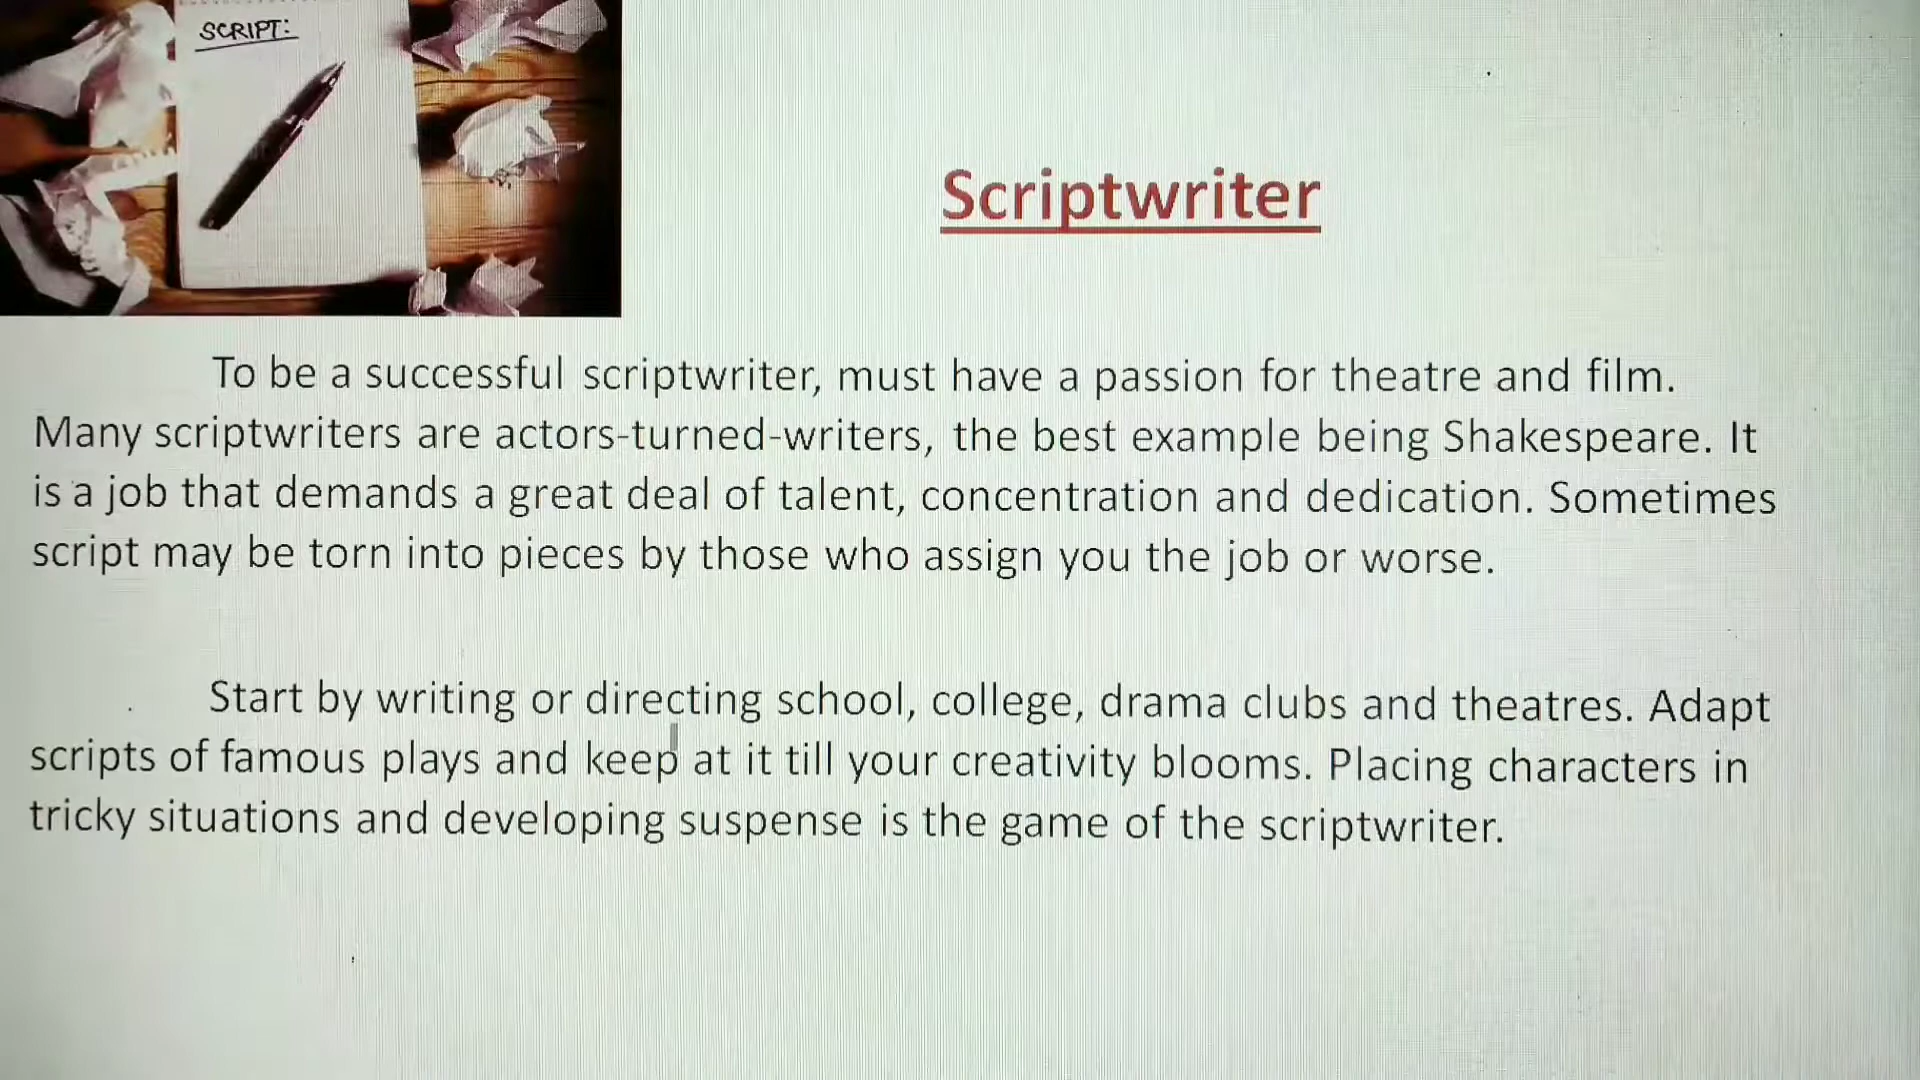 SCRIPT:
Scriptwriter
To be a successful scriptwriter, must have a passion for theatre and film.
Many scriptwriters are actors-turned-writers, the best example being Shakespeare. It
is a job that demands a great deal of talent, concentration and dedication. Sometimes
script may be torn into pieces by those who assign you the job or worse.
Start by writing or directing school, college, drama clubs and theatres. Adapt
scripts of famous plays and keep at it till your creativity blooms. Placing characters in
tricky situations and developing suspense is the game of the scriptwriter.